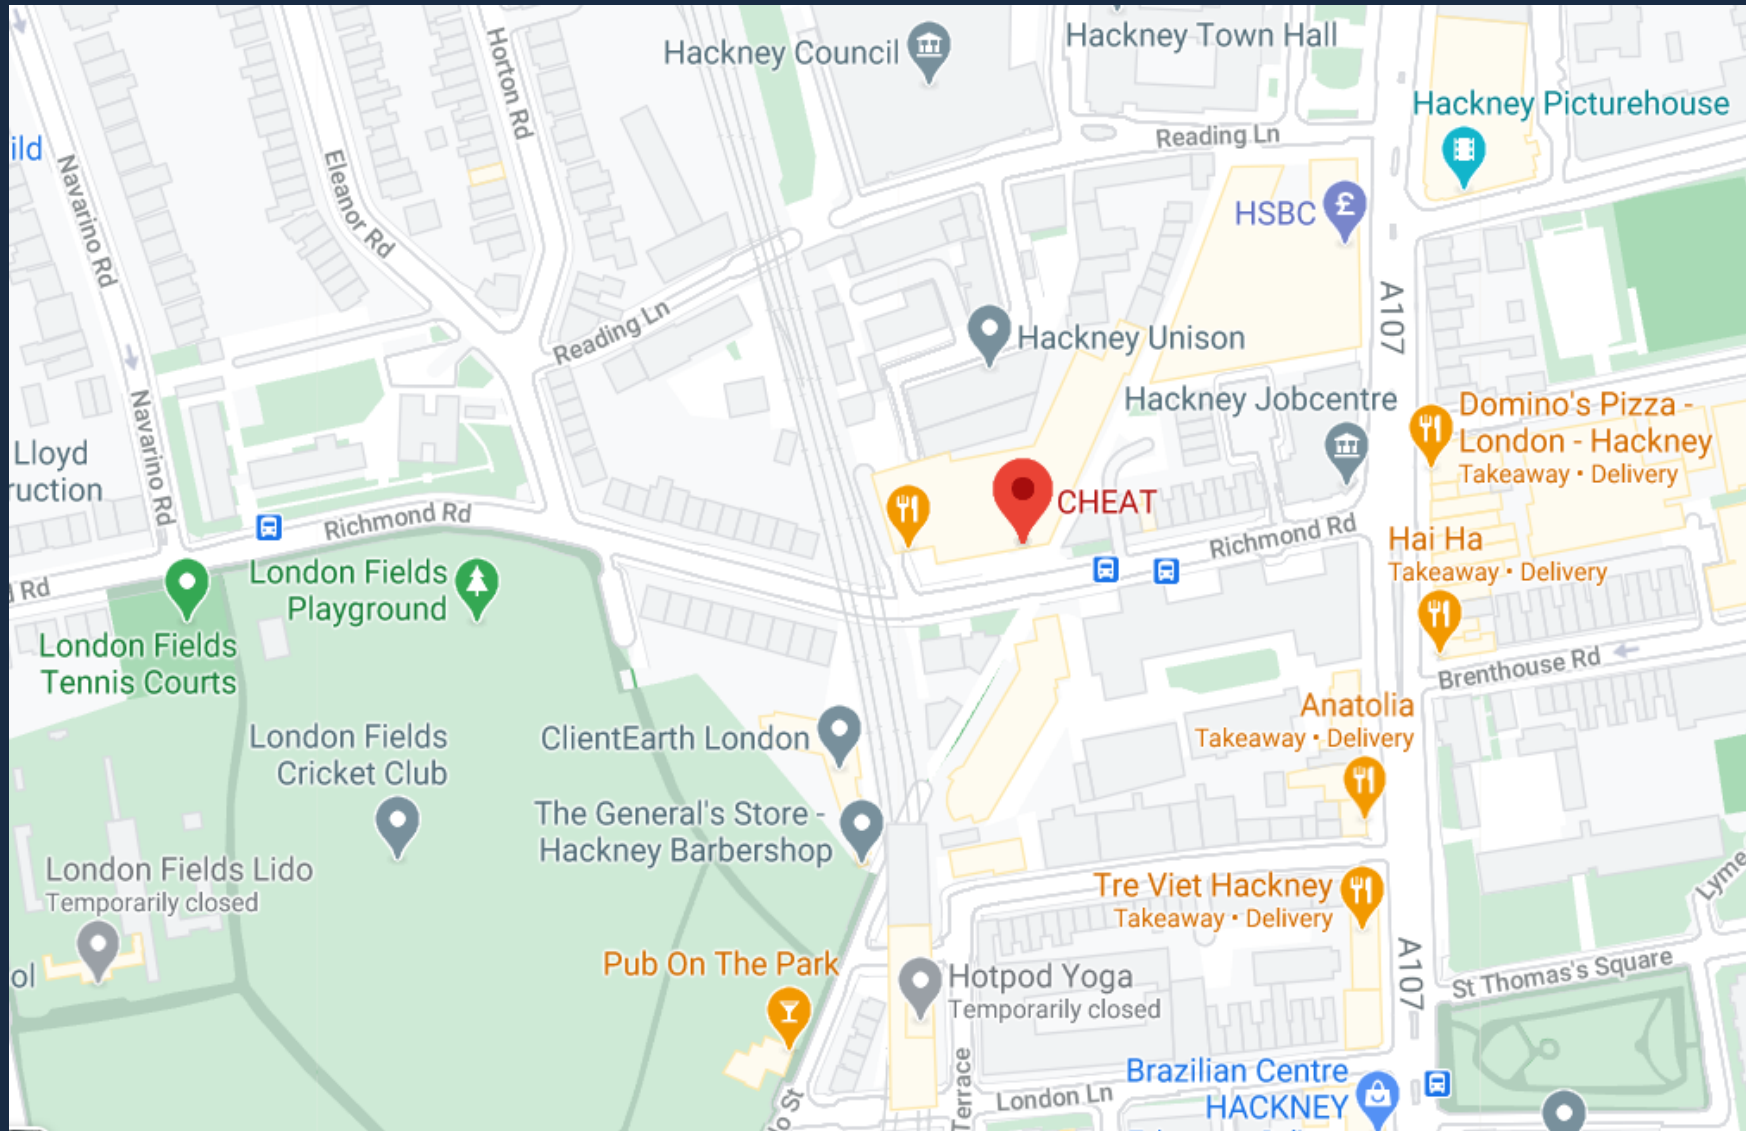 Hackney Council
Hackney Town Hall
Horton Rd
Hackney Picturehouse
Reading Ln
ild
Navarino Rd
Eleanor Rd
HSBC
£
A107
Reading Ln
Hackney Unison
Hackney Jobcentre
Domino's Pizza -
London - Hackney
Takeaway • Delivery
Navarino Rd
Lloyd
ruction
CHEAT
Richmond Rd
Richmond Rd
Hai Ha
Takeaway • Delivery
Rd
London Fields
Playground
London Fields
Tennis Courts
Brenthouse Rd
Anatolia
Takeaway • Delivery
London Fields
Cricket Club
ClientEarth London
The General's Store -
Hackney Barbershop
London Fields Lido
Temporarily closed
Tre Viet Hackney
Takeaway • Delivery
Lyme
ol
Pub On The Park
Hotpod Yoga
Temporarily closed
A107
St Thomas's Square
Terrace
London Ln
Brazilian Centre
HACKNEY
St